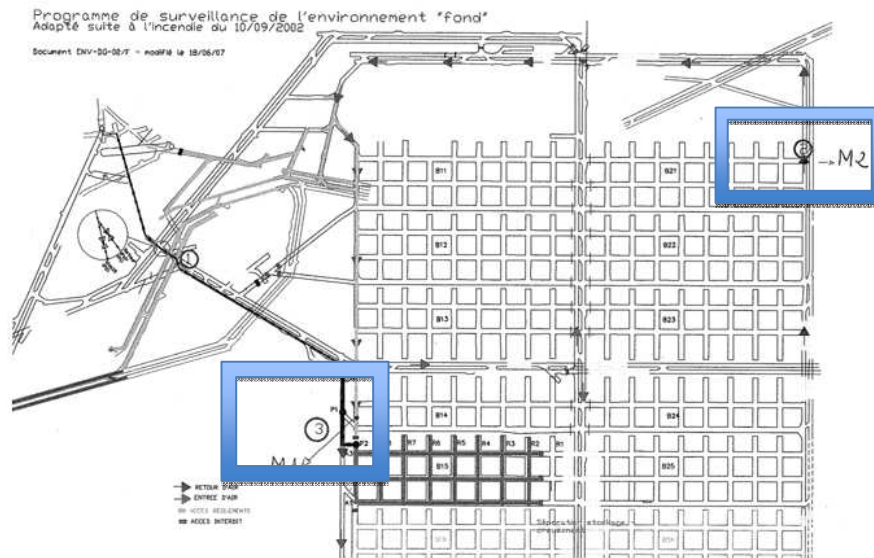 Programme de surveillance de l'environnement "fond"
Adapté suite à l'incendie du 10/09/2002
Document ENV-DG-02/F - modifié le 18/06/07
B11
B21
2
→ M2
B12
B22
1
B13
B23
P1
B14
B24
3
P2
R7 R6 R5 R4 R3 R2 R1
B15
B25
RETOUR D'AIR
ENTREE D'AIR
ACCES REGLEMENTE
ACCES INTERDIT